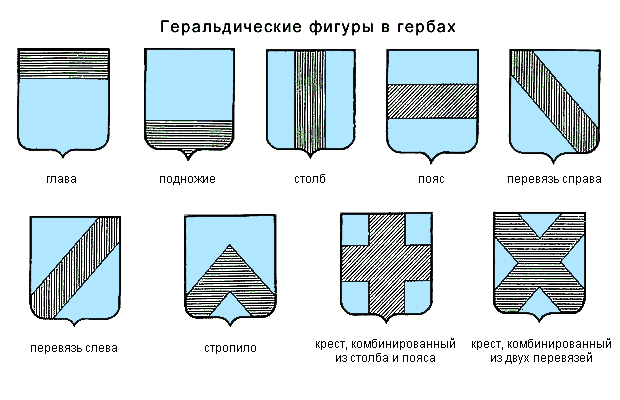 Геральдические фигуры в гербах
глава
подножие
столб
пояс
перевязь справа
перевязь слева
стропило
крест, комбинированный
из столба и пояса
крест, комбинированный
из двух перевязей